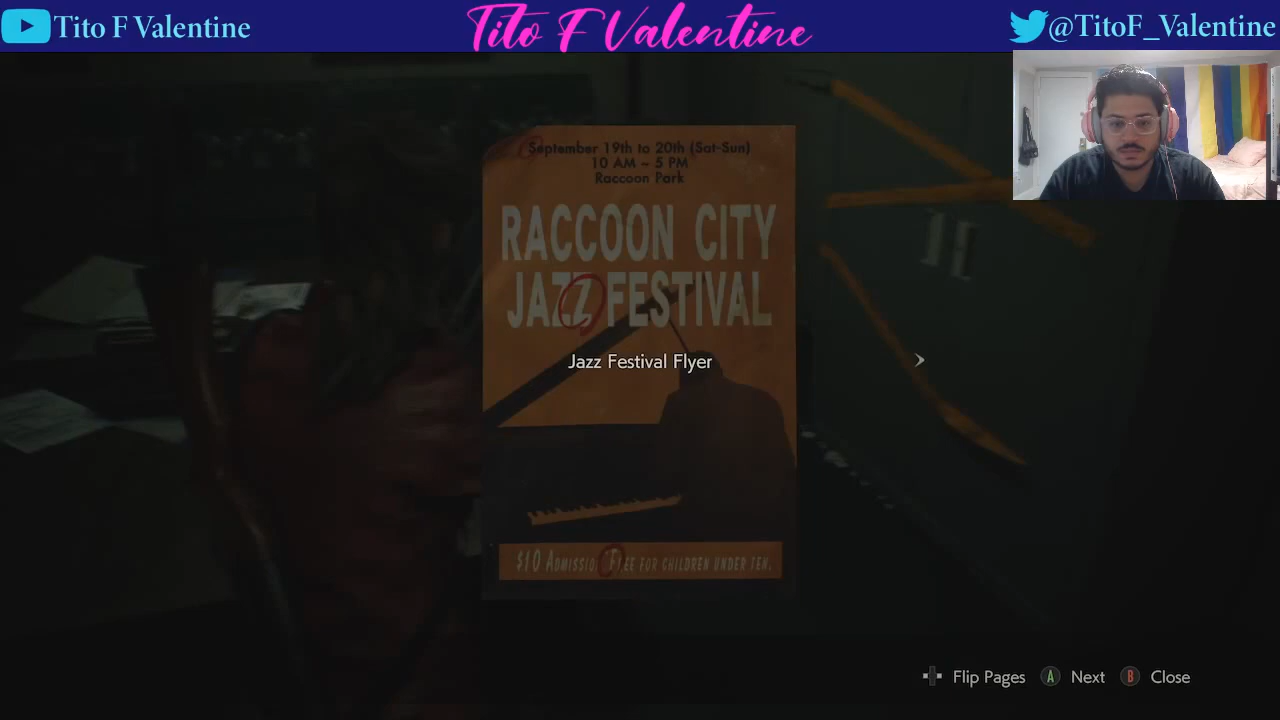 Tito F Valentine
Tito F Valentine
@TitoF_Valentine
September 19th to 20th (Sat-Sun)
10 AM ~ 5 PM
Raccoon Park
RACCOON CITY
JAZZ FESTIVAL
Jazz Festival Flyer
$10 ADMISSION FREE FOR CHILDREN UNDER TEN.
Flip Pages A Next B Close